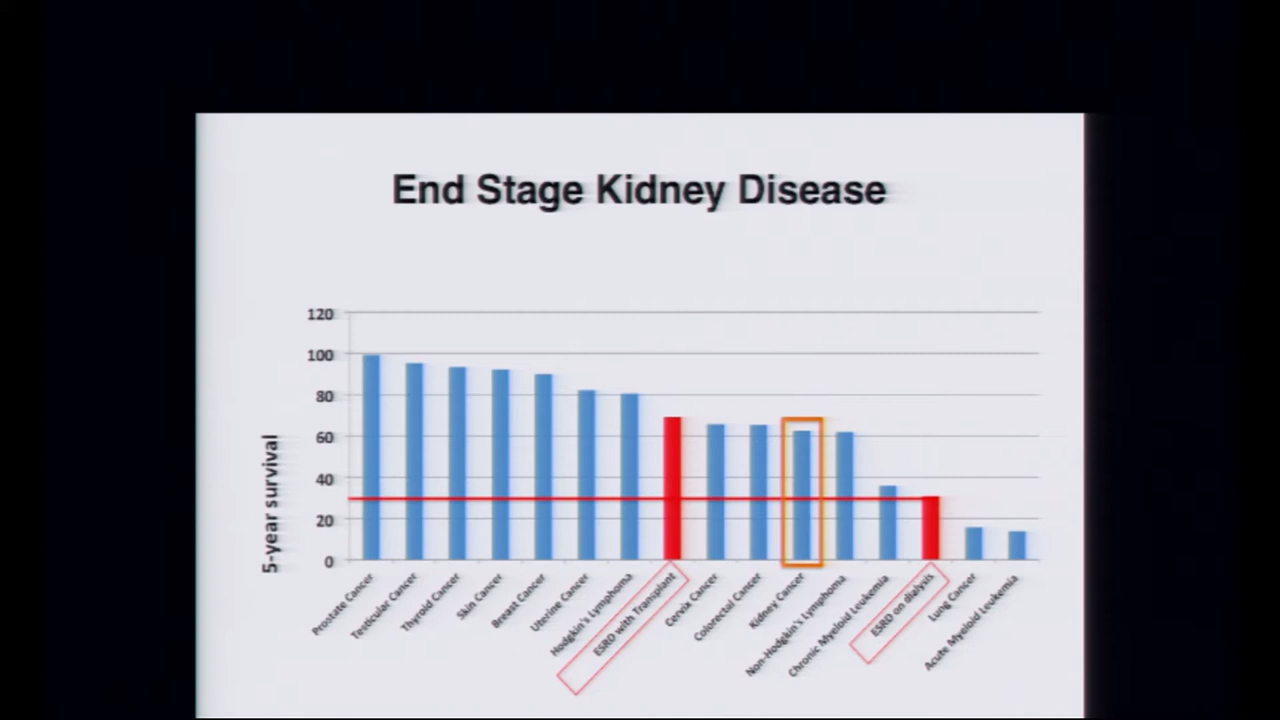 End Stage Kidney Disease
120
100
80
60
40
20
0
5-year survival
Prostate Cancer
Testicular Cancer
Thyroid Cancer
Skin Cancer
Breast Cancer
Uterine Cancer
Hodgkin's Lymphoma
ESRD with Transplant
Cervix Cancer
Colorectal Cancer
Kidney Cancer
Non-Hodgkin's Lymphoma
Chronic Myeloid Leukemia
ESRD on dialysis
Lung Cancer
Acute Myeloid Leukemia